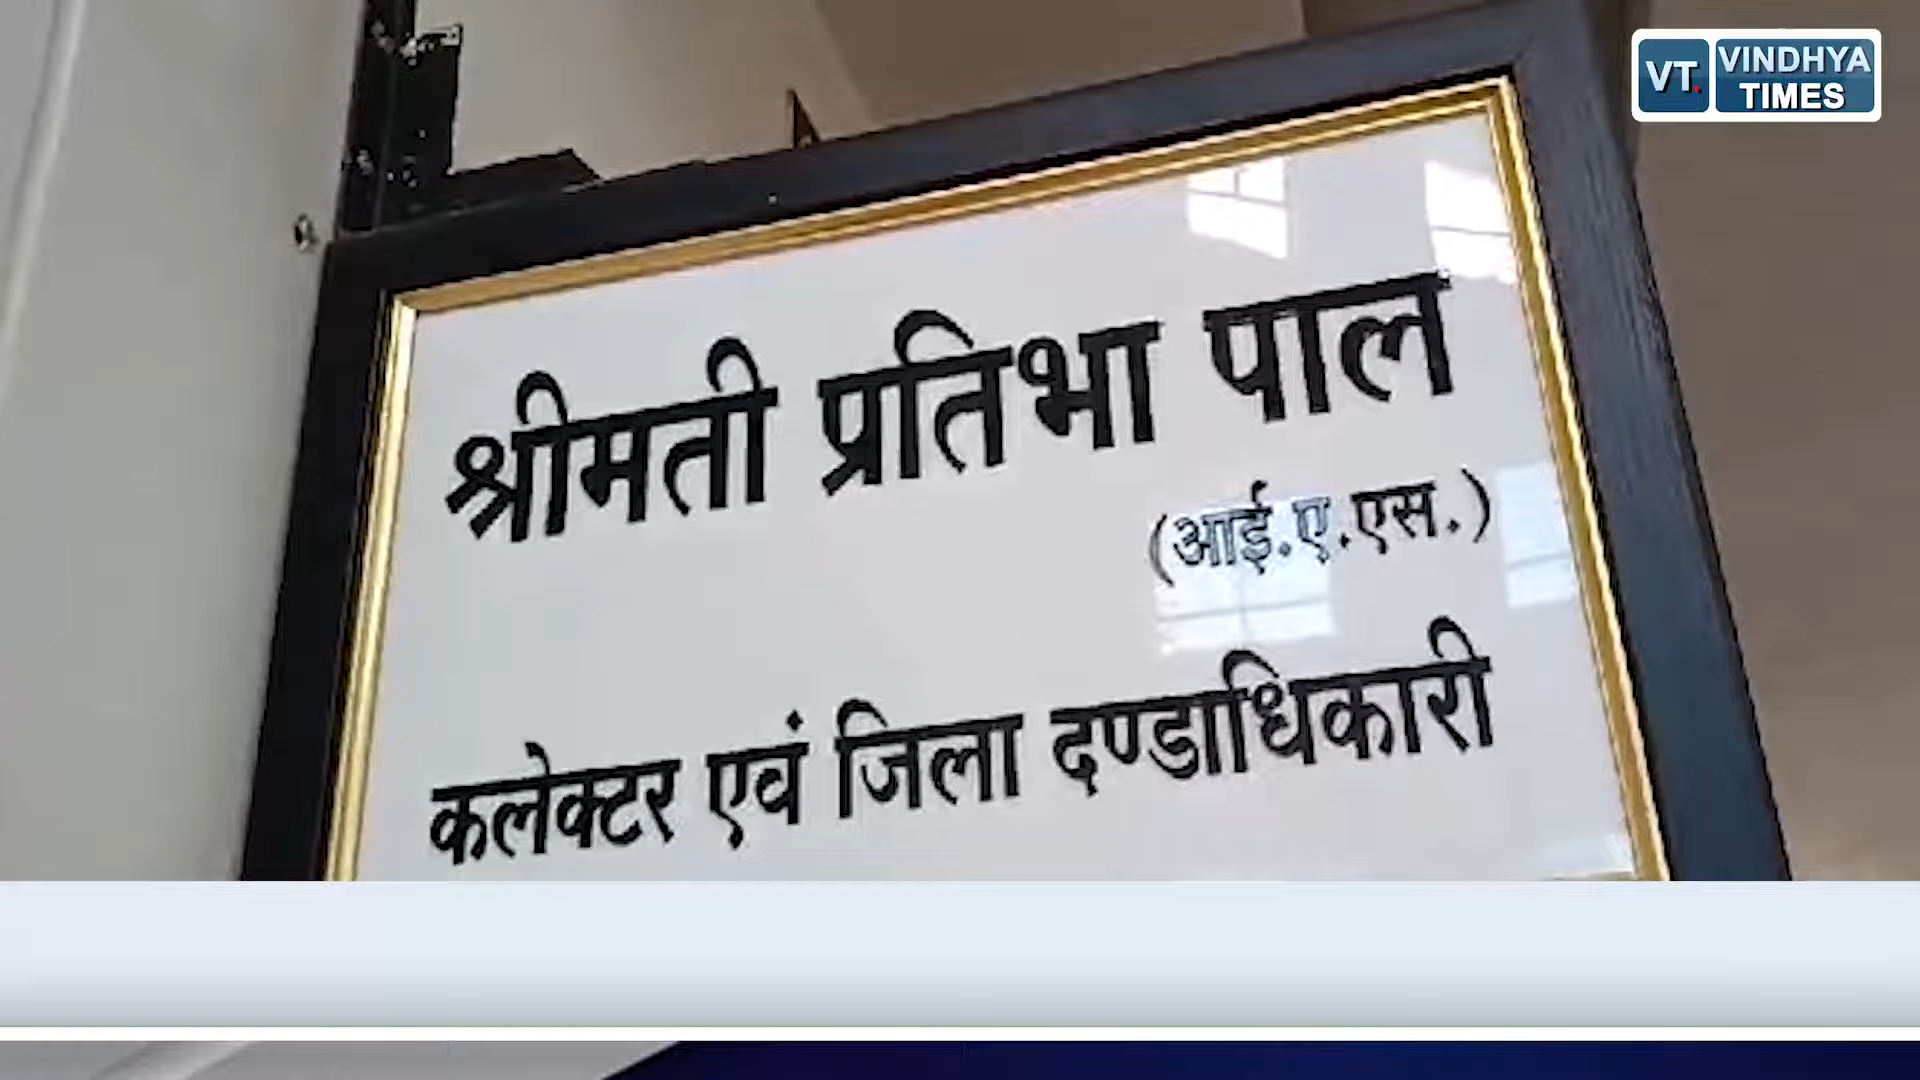 VT. VINDHYA
TIMES
श्रीमती प्रतिभा पाल
(आई.ए.एस.)
कलेक्टर एवं जिला दण्डाधिकारी